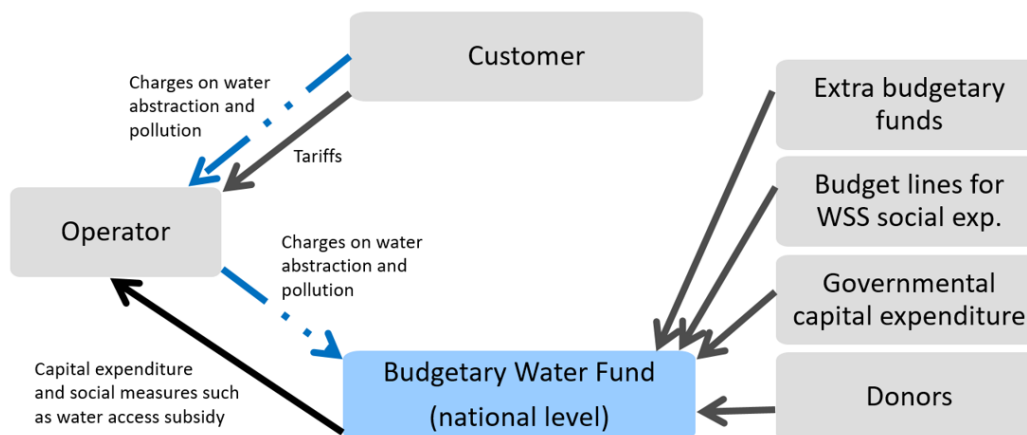 Customer
Charges on water
abstraction and
pollution
Tariffs
Extra budgetary
funds
Budget lines for
WSS social exp.
Operator
Charges on water
abstraction and
pollution
Governmental
capital expenditure
Capital expenditure
and social measures such
as water access subsidy
Budgetary Water Fund
(national level)
Donors